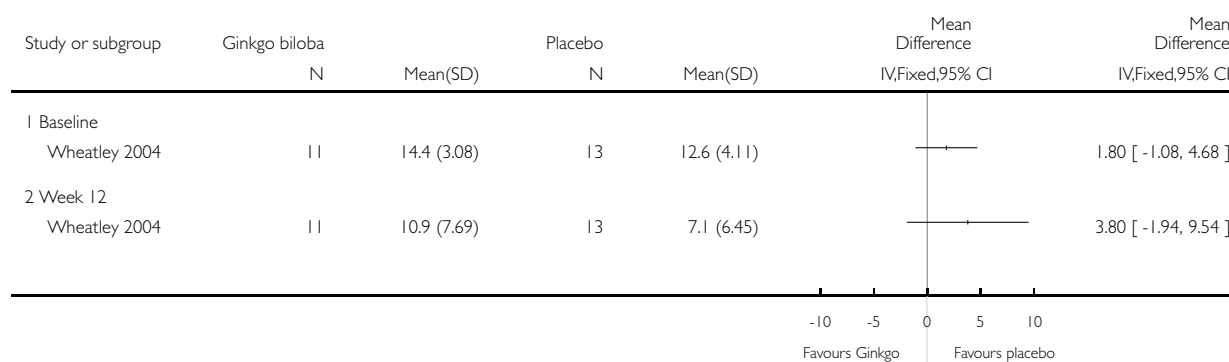 Mean Mean
Study or subgroup Ginkgo biloba Placebo Difference Difference
N Mean(SD) N Mean(SD) IV,Fixed,95% CI IV,Fixed,95% CI
1 Baseline
Wheatley 2004 11 14.4 (3.08) 13 12.6 (4.11) 1.80 [ -1.08, 4.68 ]
2 Week 12
Wheatley 2004 11 10.9 (7.69) 13 7.1 (6.45) 3.80 [ -1.94, 9.54 ]
-10 -5 0 5 10
Favours Ginkgo Favours placebo